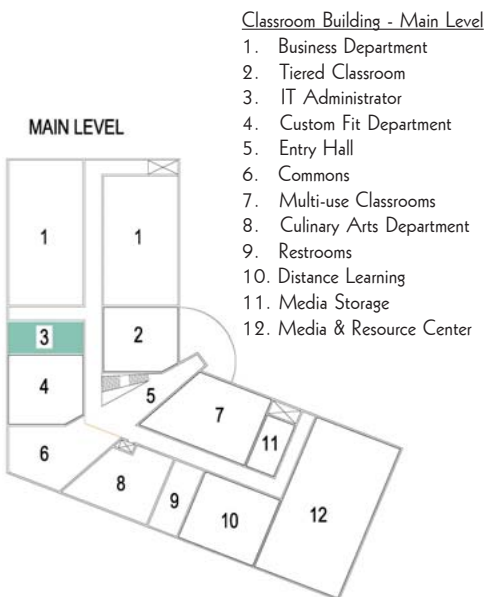 Classroom Building - Main Level
1. Business Department
2. Tiered Classroom
3. IT Administrator
4. Custom Fit Department
5. Entry Hall
6. Commons
7. Multi-use Classrooms
8. Culinary Arts Department
9. Restrooms
10. Distance Learning
11. Media Storage
12. Media & Resource Center
MAIN LEVEL
1
1
3
2
4
5
7
6
11
8
9
10
12